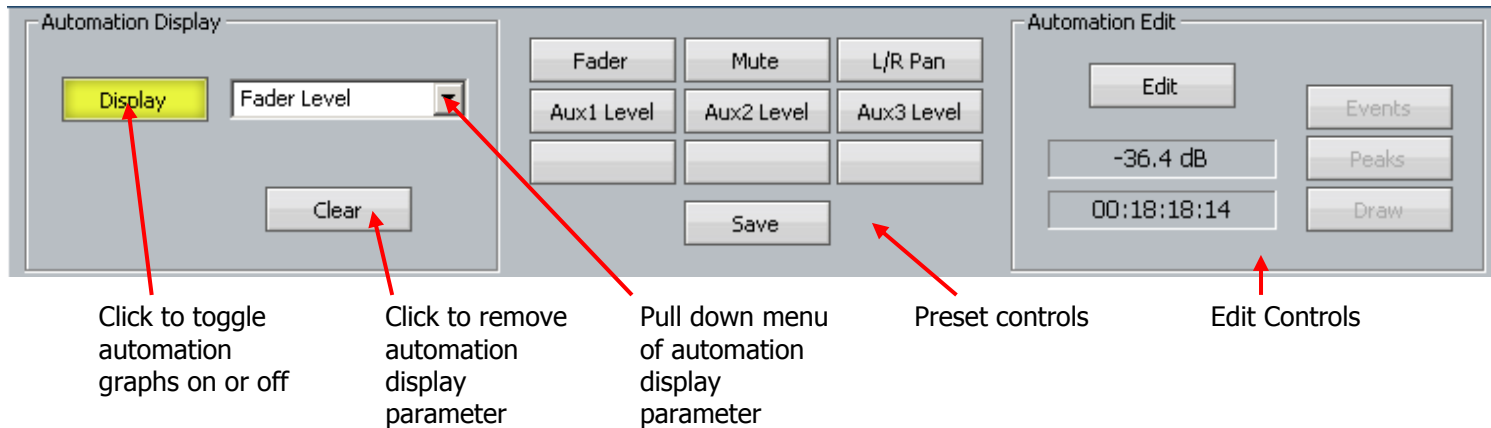 Automation Display
Display
Fader Level
Clear
Fader Mute L/R Pan
Aux1 Level Aux2 Level Aux3 Level
Save
Automation Edit
Edit
-36.4 dB
00:18:18:14
Events
Peaks
Draw
Click to toggle
automation
graphs on or off
Click to remove
automation
display
parameter
Pull down menu
of automation
display
parameter
Preset controls
Edit Controls